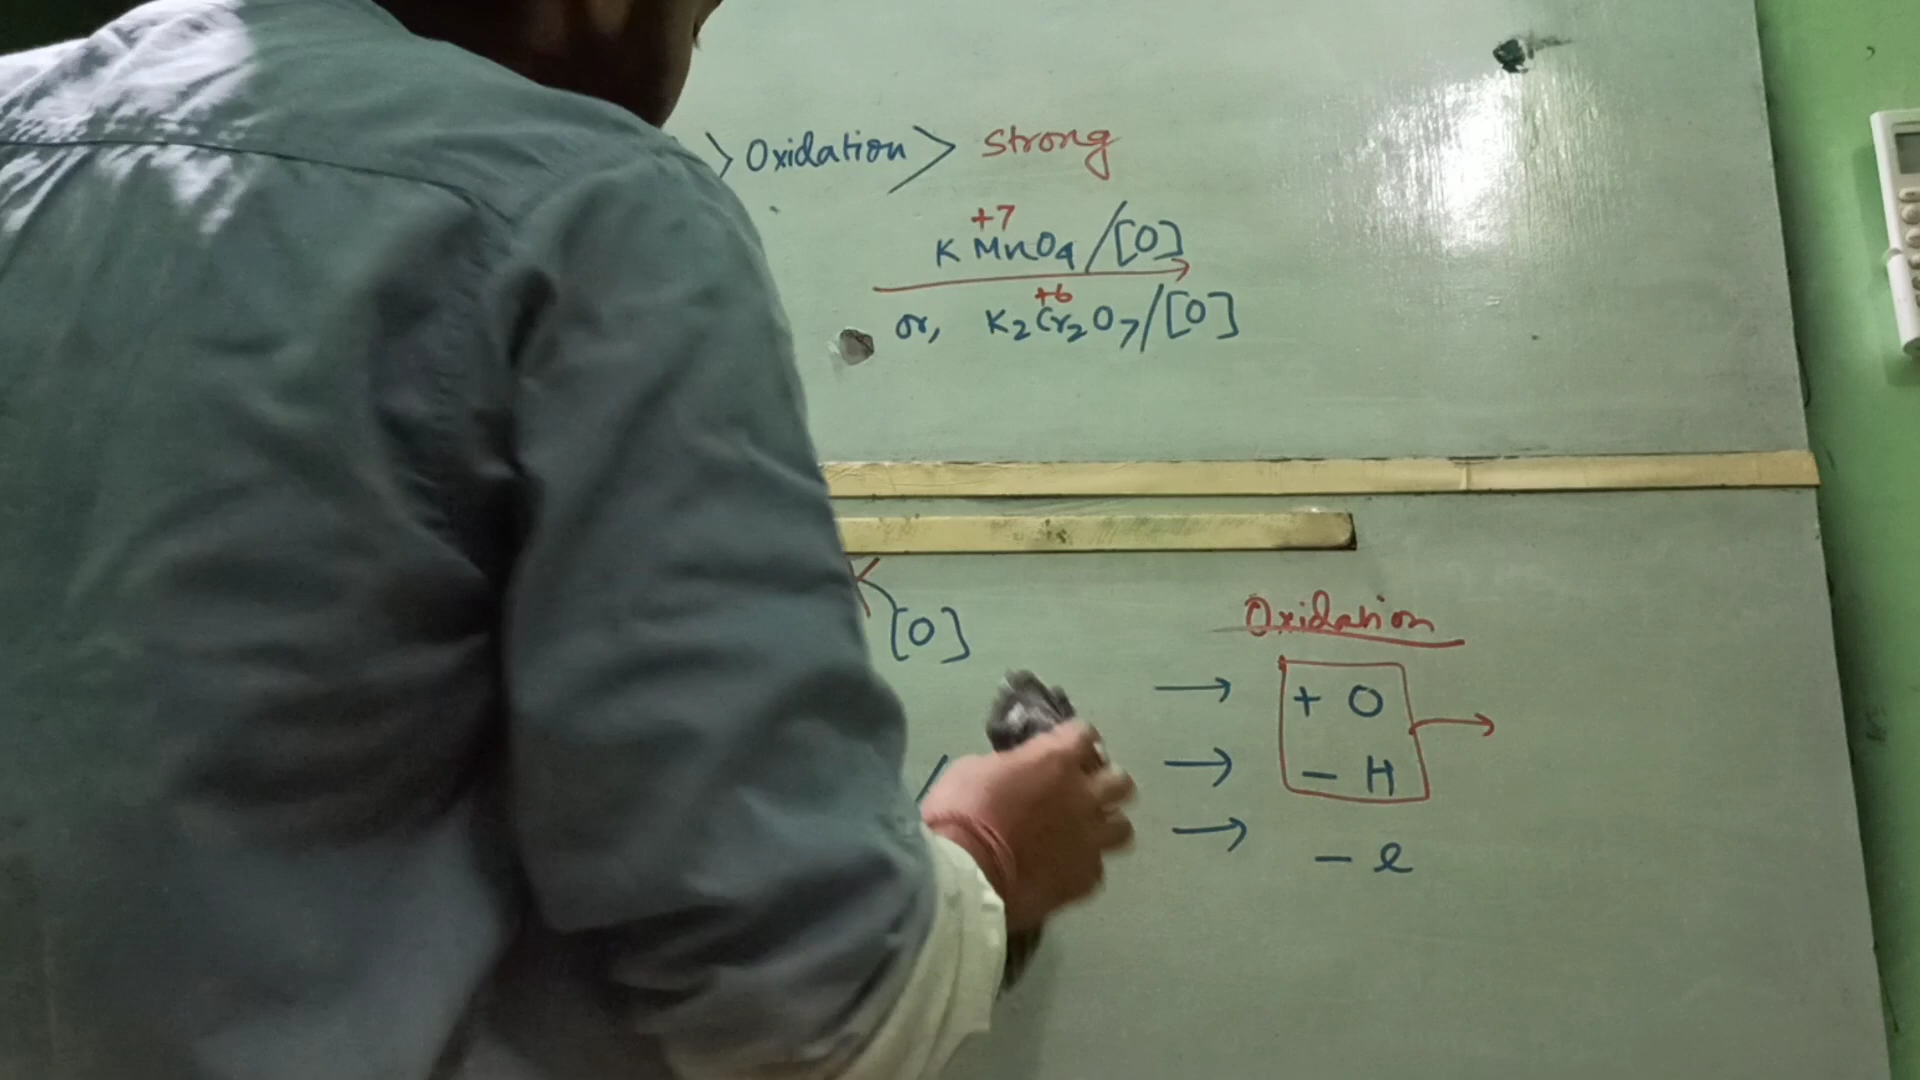 > Oxidation > Strong
+7
KMnO4/[O]
+6
or, K2Cr2O7/[O]
[O]
Oxidation
→ + O →
→ - H
→ - e